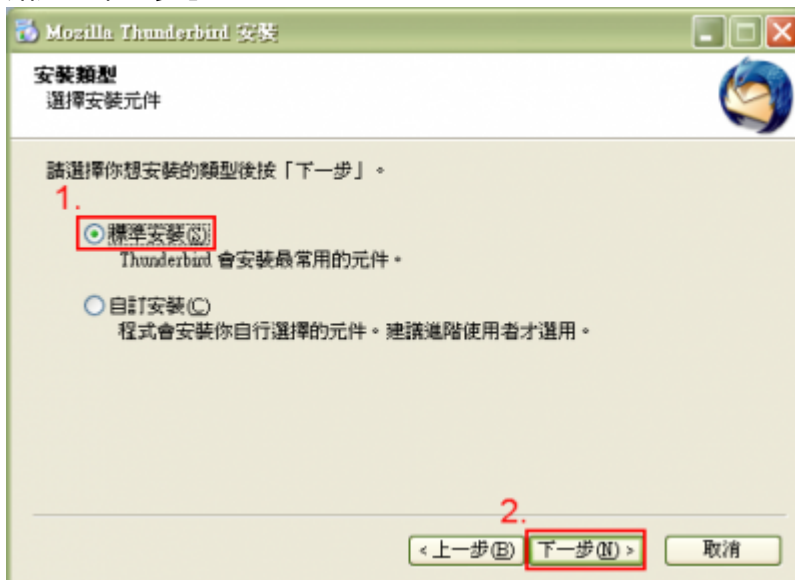 Mozilla Thunderbird 安裝
安裝類型
選擇安裝元件
請選擇你想安裝的類型後按「下一步」。
1.
標準安裝(S)
Thunderbird 會安裝最常用的元件。
自訂安裝(C)
程式會安裝你自行選擇的元件。建議進階使用者才選用。
2.
<上一步(B) 下一步(N)> 取消